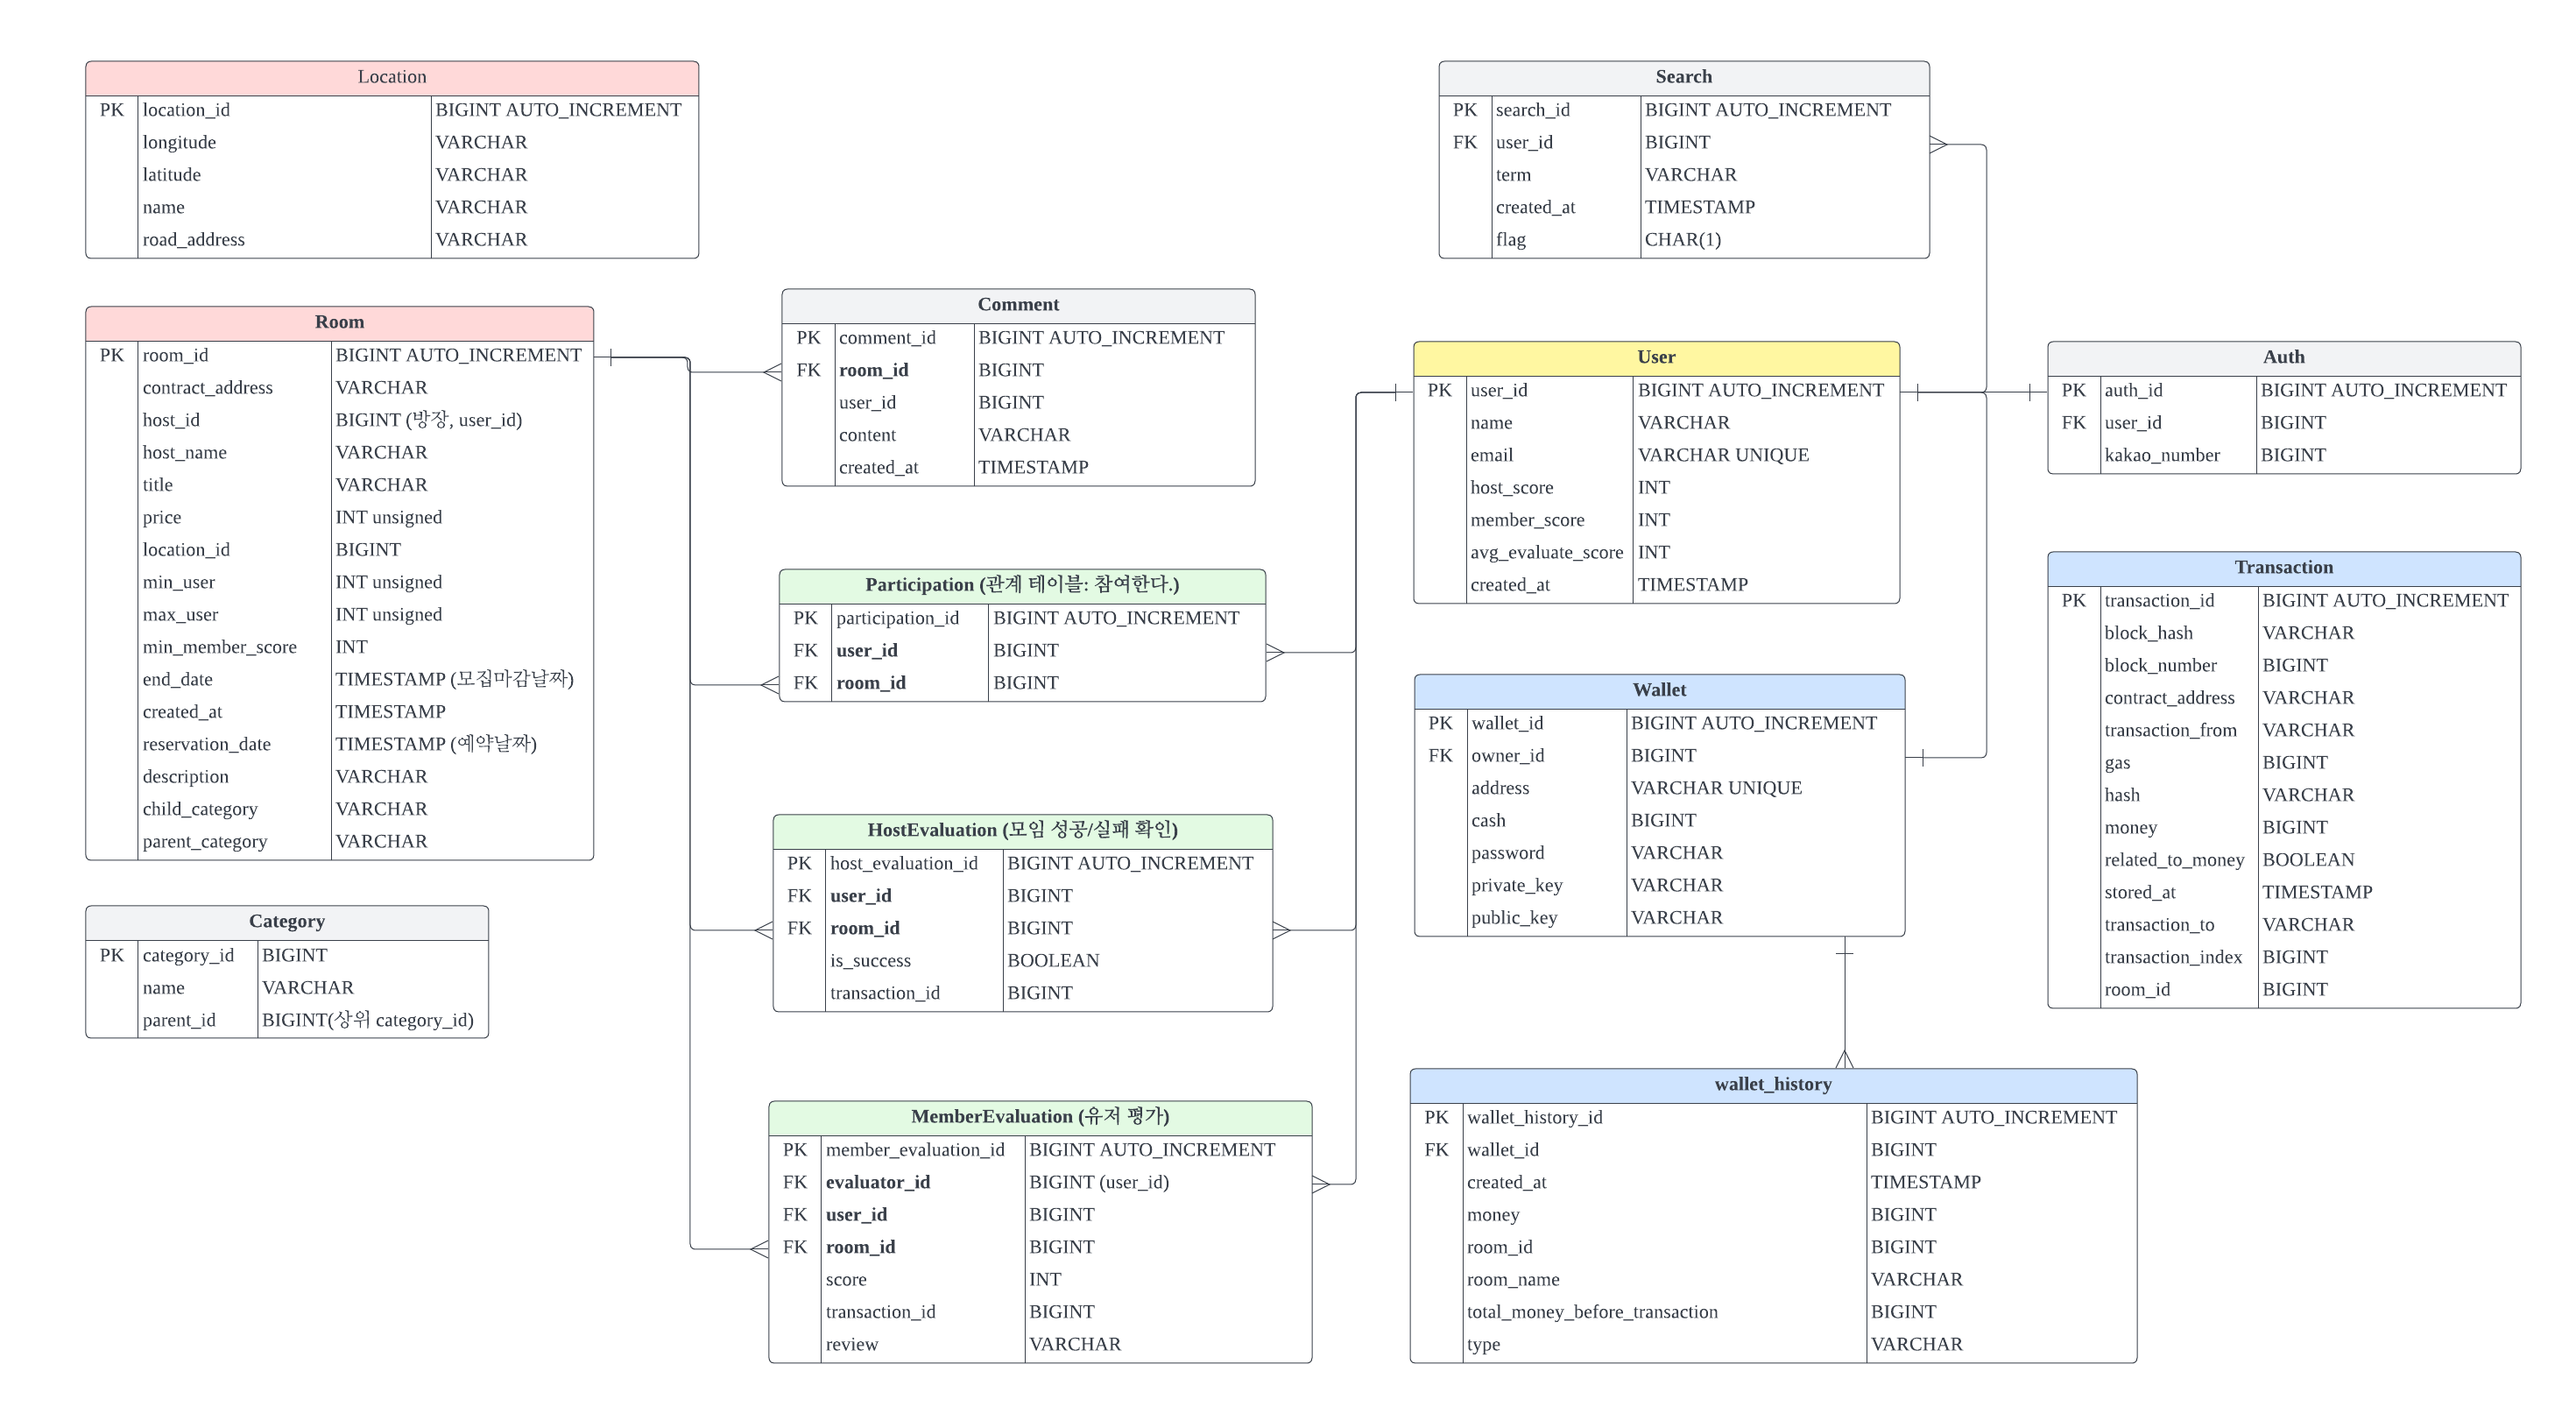 Location
PK location_id BIGINT AUTO_INCREMENT
longitude VARCHAR
latitude VARCHAR
name VARCHAR
road_address VARCHAR
Room
PK room_id BIGINT AUTO_INCREMENT
contract_address VARCHAR
host_id BIGINT (방장, user_id)
host_name VARCHAR
title VARCHAR
price INT unsigned
location_id BIGINT
min_user INT unsigned
max_user INT unsigned
min_member_score INT
end_date TIMESTAMP (모집마감날짜)
created_at TIMESTAMP
reservation_date TIMESTAMP (예약날짜)
description VARCHAR
child_category VARCHAR
parent_category VARCHAR
Category
PK category_id BIGINT
name VARCHAR
parent_id BIGINT(상위 category_id)
Comment
PK comment_id BIGINT AUTO_INCREMENT
FK room_id BIGINT
user_id BIGINT
content VARCHAR
created_at TIMESTAMP
Participation (관계 테이블: 참여한다.)
PK participation_id BIGINT AUTO_INCREMENT
FK user_id BIGINT
FK room_id BIGINT
HostEvaluation (모임 성공/실패 확인)
PK host_evaluation_id BIGINT AUTO_INCREMENT
FK user_id BIGINT
FK room_id BIGINT
is_success BOOLEAN
transaction_id BIGINT
MemberEvaluation (유저 평가)
PK member_evaluation_id BIGINT AUTO_INCREMENT
FK evaluator_id BIGINT (user_id)
FK user_id BIGINT
FK room_id BIGINT
score INT
transaction_id BIGINT
review VARCHAR
Search
PK search_id BIGINT AUTO_INCREMENT
FK user_id BIGINT
term VARCHAR
created_at TIMESTAMP
flag CHAR(1)
User
PK user_id BIGINT AUTO_INCREMENT
name VARCHAR
email VARCHAR UNIQUE
host_score INT
member_score INT
avg_evaluate_score INT
created_at TIMESTAMP
Wallet
PK wallet_id BIGINT AUTO_INCREMENT
FK owner_id BIGINT
address VARCHAR UNIQUE
cash BIGINT
password VARCHAR
private_key VARCHAR
public_key VARCHAR
wallet_history
PK wallet_history_id BIGINT AUTO_INCREMENT
FK wallet_id BIGINT
created_at TIMESTAMP
money BIGINT
room_id BIGINT
room_name VARCHAR
total_money_before_transaction BIGINT
type VARCHAR
Auth
PK auth_id BIGINT AUTO_INCREMENT
FK user_id BIGINT
kakao_number BIGINT
Transaction
PK transaction_id BIGINT AUTO_INCREMENT
block_hash VARCHAR
block_number BIGINT
contract_address VARCHAR
transaction_from VARCHAR
gas BIGINT
hash VARCHAR
money BIGINT
related_to_money BOOLEAN
stored_at TIMESTAMP
transaction_to VARCHAR
transaction_index BIGINT
room_id BIGINT